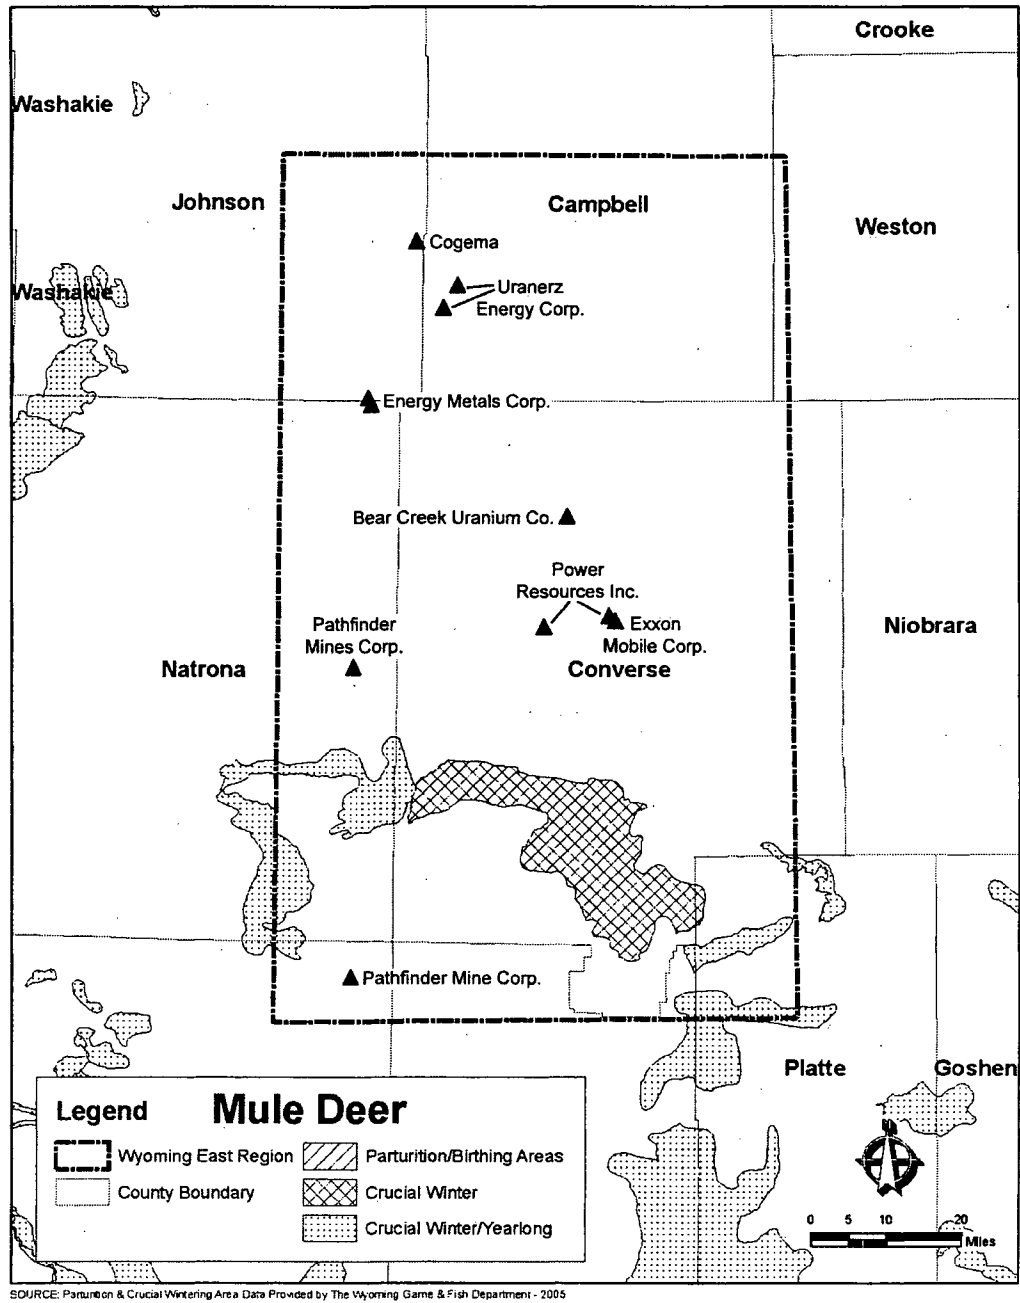 Crooke
Washakie
Johnson
Campbell
Weston
Cogema
Washakie
Uranerz
Energy Corp.
Energy Metals Corp.
Bear Creek Uranium Co.
Power
Resources Inc.
Pathfinder
Mines Corp.
Exxon
Mobile Corp.
Niobrara
Natrona
Converse
Pathfinder Mine Corp.
Platte
Goshen
Legend
Mule Deer
Wyoming East Region
County Boundary
Parturition/Birthing Areas
Crucial Winter
Crucial Winter/Yearlong
0 5 10 20
Miles
SOURCE: Parturition & Crucial Wintering Area Data Provided by The Wyoming Game & Fish Department - 2005